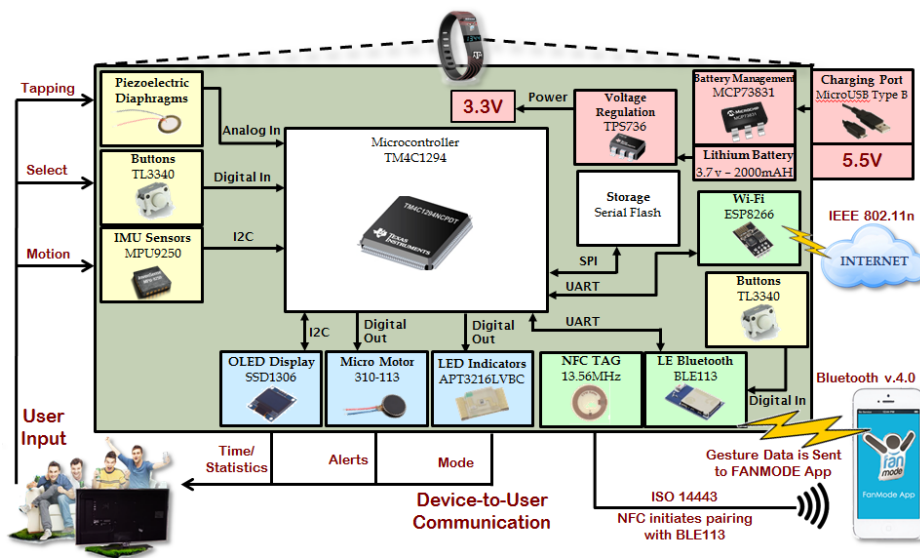 Tapping
Piezoelectric
Diaphragms
Analog In
Select
Buttons
TL3340
Digital In
Motion
IMU Sensors
MPU9250
I2C
Microcontroller
TM4C1294
TM4C1294NCPDT
TEXAS
INSTRUMENTS
3.3V
Power
Voltage
Regulation
TPS736
Battery Management
MCP73831
Lithium Battery
3.7 v – 2000mAH
Charging Port
MicroUSB Type B
5.5V
Storage
Serial Flash
SPI
Wi-Fi
ESP8266
UART
IEEE 802.11n
INTERNET
Buttons
TL3340
Digital In
I2C
Digital
Out
Digital
Out
UART
OLED Display
SSD1306
Micro Motor
310-113
LED Indicators
APT3216LVBC
NFC TAG
13.56MHz
LE Bluetooth
BLE113
Bluetooth v.4.0
User
Input
Time/
Statistics
Alerts
Mode
Device-to-User
Communication
Gesture Data is Sent
to FANMODE App
ISO 14443
NFC initiates pairing
with BLE113
fan
mode
FanMode App